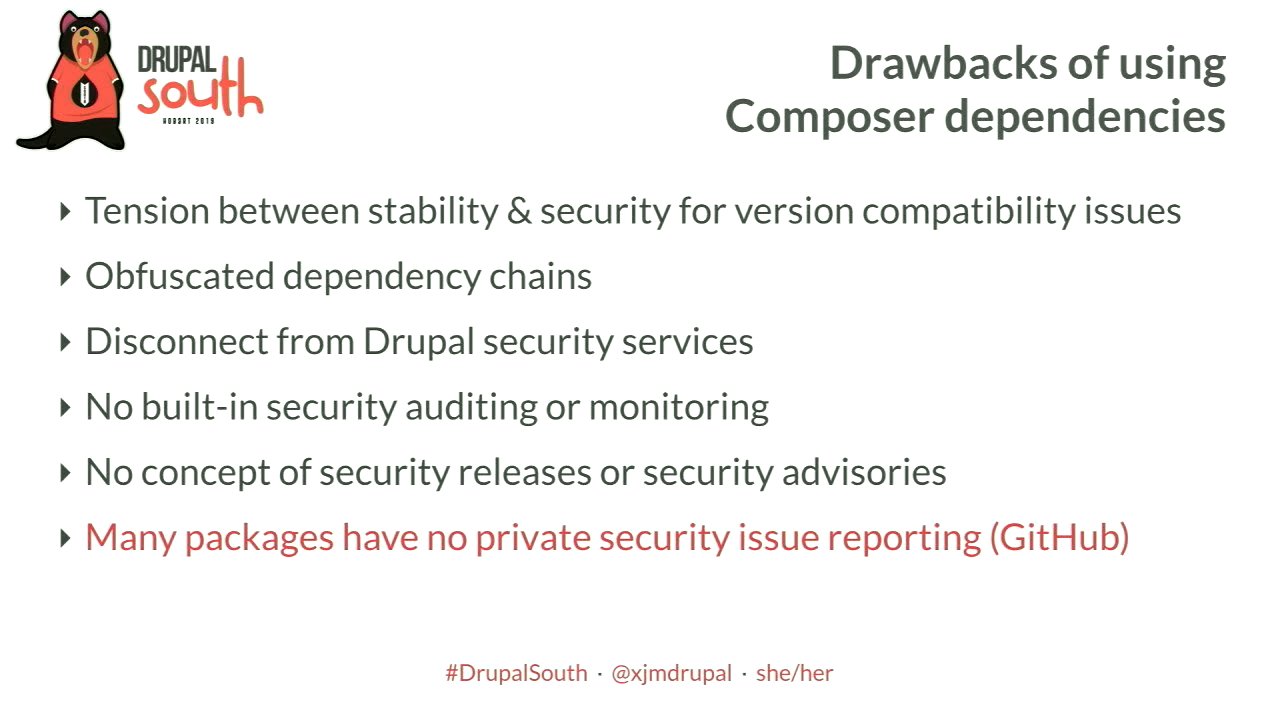 DRUPAL
south
HOBART 2019
Drawbacks of using
Composer dependencies
Tension between stability & security for version compatibility issues
Obfuscated dependency chains
Disconnect from Drupal security services
No built-in security auditing or monitoring
No concept of security releases or security advisories
Many packages have no private security issue reporting (GitHub)
#DrupalSouth · @xjmdrupal · she/her